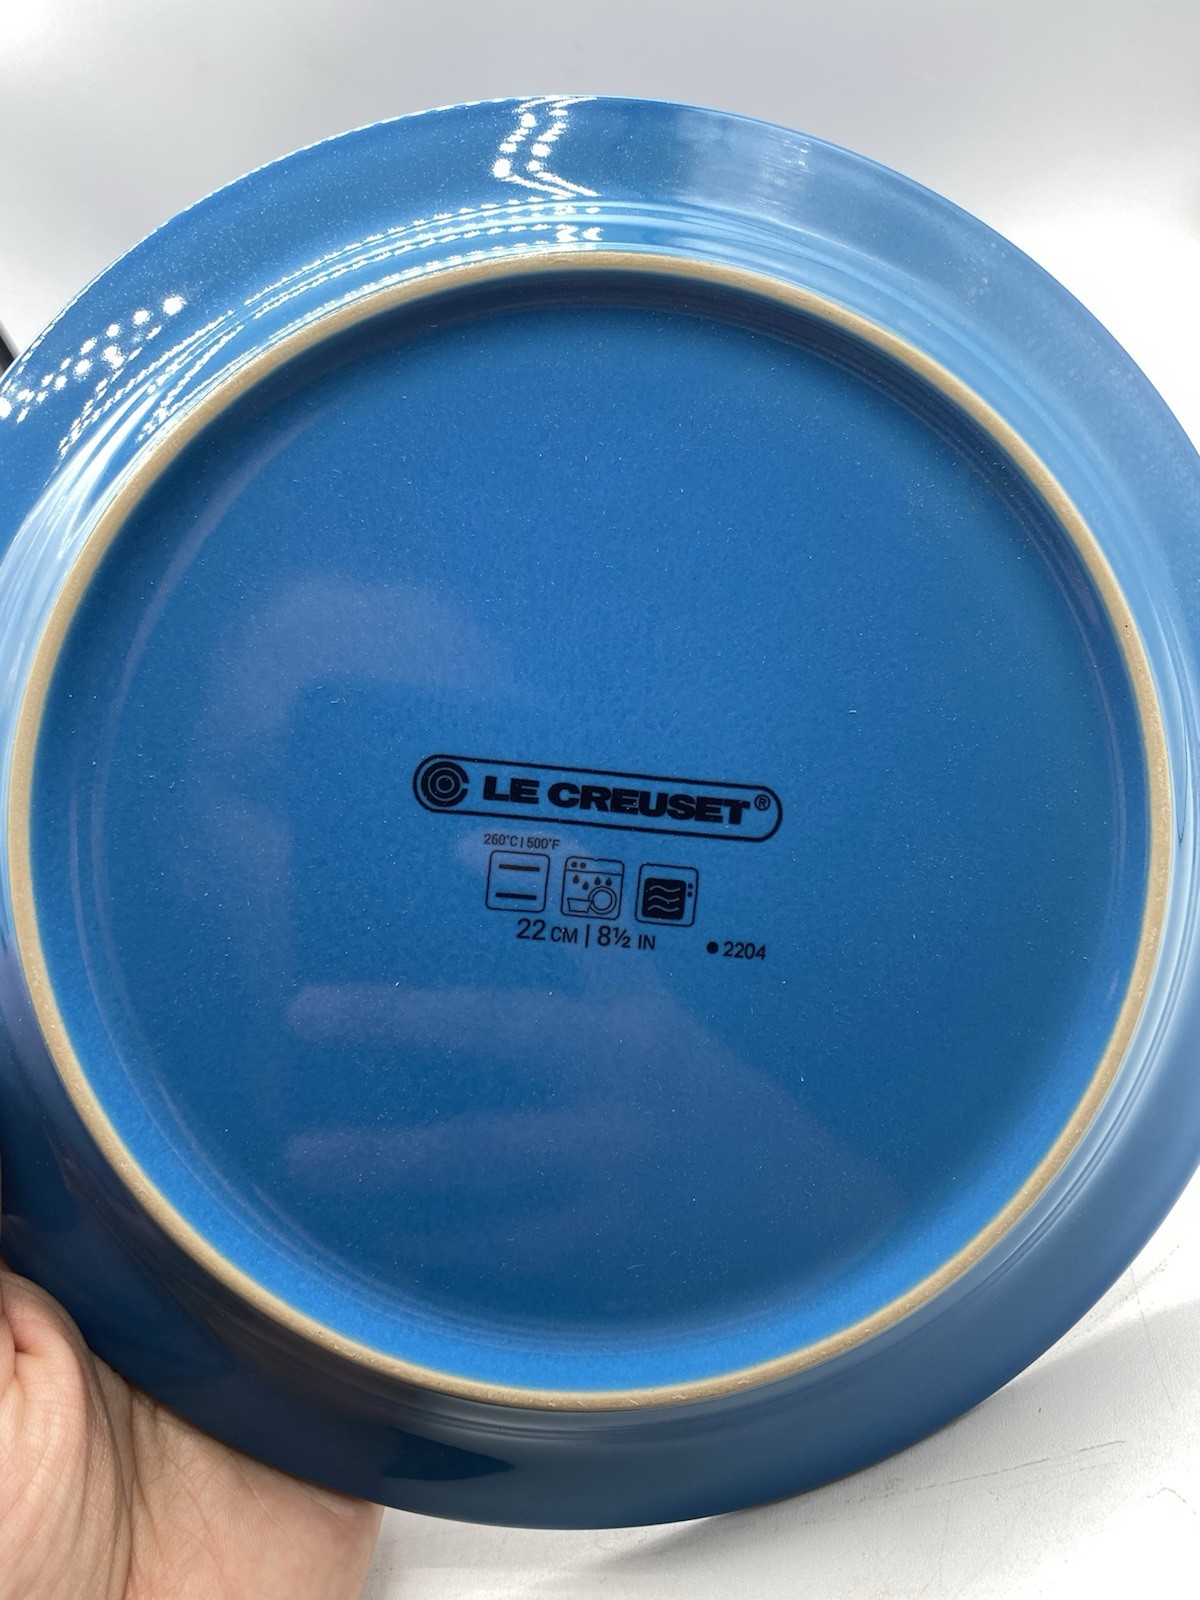 LE CREUSET®
260°C | 500°F
22 CM | 8½ IN
● 2204